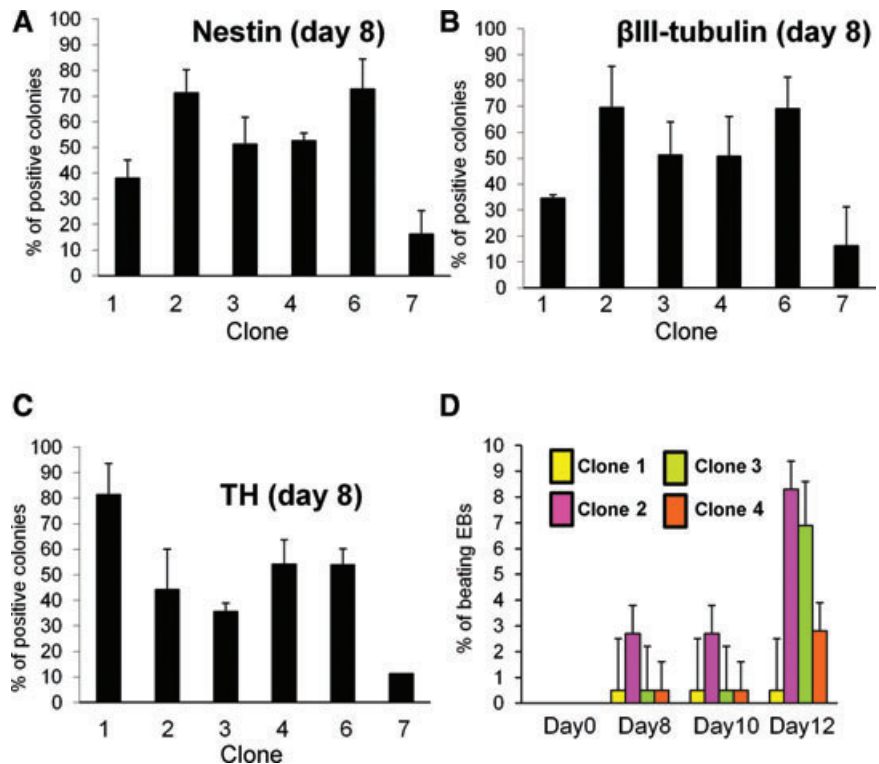 A
Nestin (day 8)
% of positive colonies
100
90
80
70
60
50
40
30
20
10
0
1 2 3 4 6 7
Clone
B
βIII-tubulin (day 8)
% of positive colonies
100
90
80
70
60
50
40
30
20
10
0
1 2 3 4 6 7
Clone
C
TH (day 8)
% of positive colonies
100
90
80
70
60
50
40
30
20
10
0
1 2 3 4 6 7
Clone
D
% of beating EBs
10
9
8
7
6
5
4
3
2
1
0
Clone 1 Clone 3
Clone 2 Clone 4
Day0 Day8 Day10 Day12